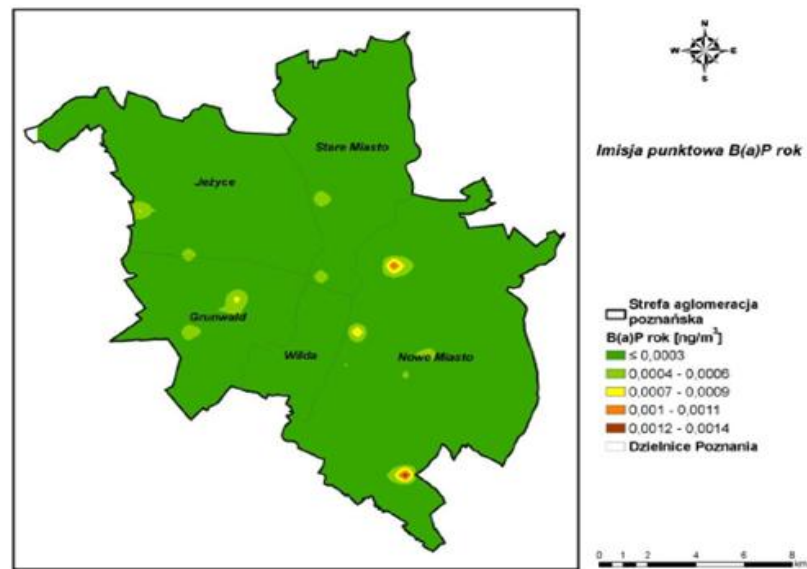 N
W E
S
Imisja punktowa B(a)P rok
Stare Miasto
Jeżyce
Grunwald
Wilda
Nowe Miasto
Strefa aglomeracja
poznańska
B(a)P rok [ng/m³]
≤ 0,0003
0,0004 - 0,0006
0,0007 - 0,0009
0,001 - 0,0011
0,0012 - 0,0014
Dzielnice Poznania
0 1 2 4 6 8
km